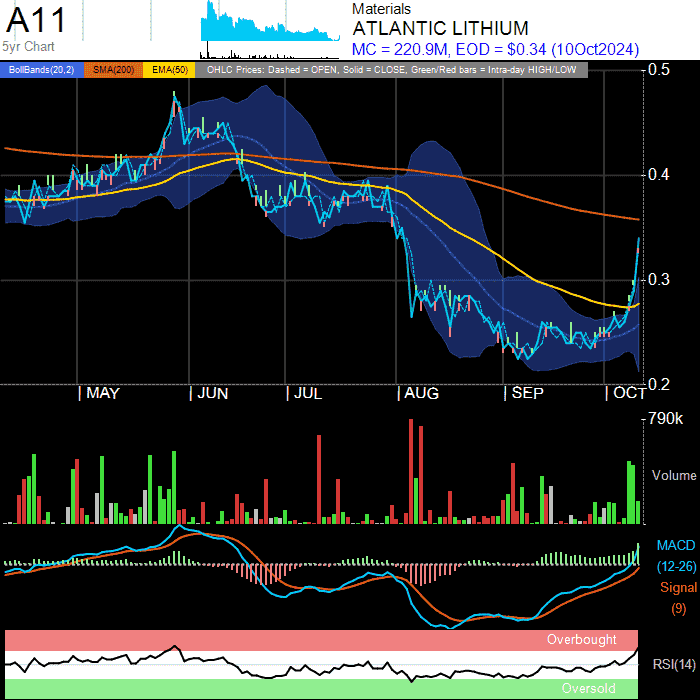 A11
5yr Chart
Materials
ATLANTIC LITHIUM
MC = 220.9M, EOD = $0.34 (10Oct2024)
BollBands(20,2) SMA(200) EMA(50) OHLC Prices: Dashed = OPEN, Solid = CLOSE, Green/Red bars = Intra-day HIGH/LOW
0.5
0.4
0.3
0.2
MAY JUN JUL AUG SEP OCT
790k
Volume
MACD
(12-26)
Signal
(9)
Overbought
RSI(14)
Oversold